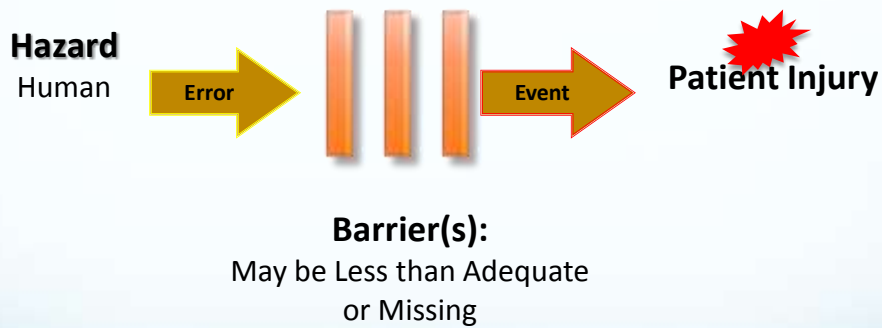 Hazard
Human
Error
Event
Patient Injury
Barrier(s):
May be Less than Adequate
or Missing